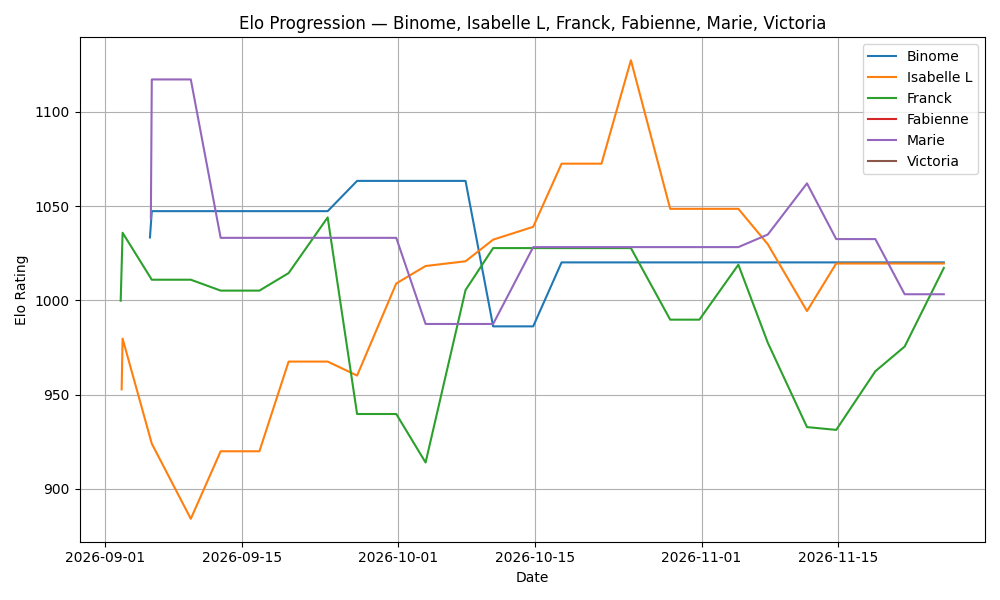 Elo Progression — Binome, Isabelle L, Franck, Fabienne, Marie, Victoria
Binome
Isabelle L
Franck
Fabienne
Marie
Victoria
Elo Rating
1100
1050
1000
950
900
2026-09-01 2026-09-15 2026-10-01 2026-10-15 2026-11-01 2026-11-15
Date